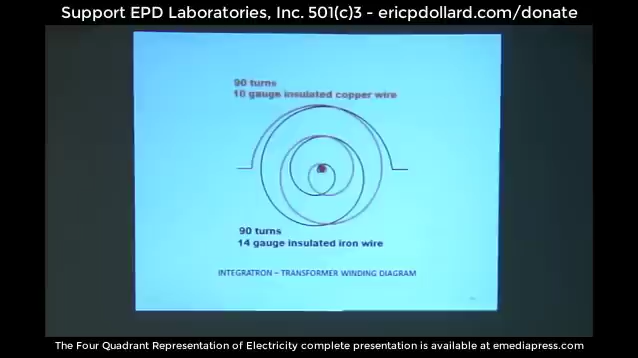 Support EPD Laboratories, Inc. 501(c)3 - ericpdollard.com/donate
90 turns
10 gauge insulated copper wire
90 turns
14 gauge insulated iron wire
INTEGRATRON – TRANSFORMER WINDING DIAGRAM
The Four Quadrant Representation of Electricity complete presentation is available at emediapress.com